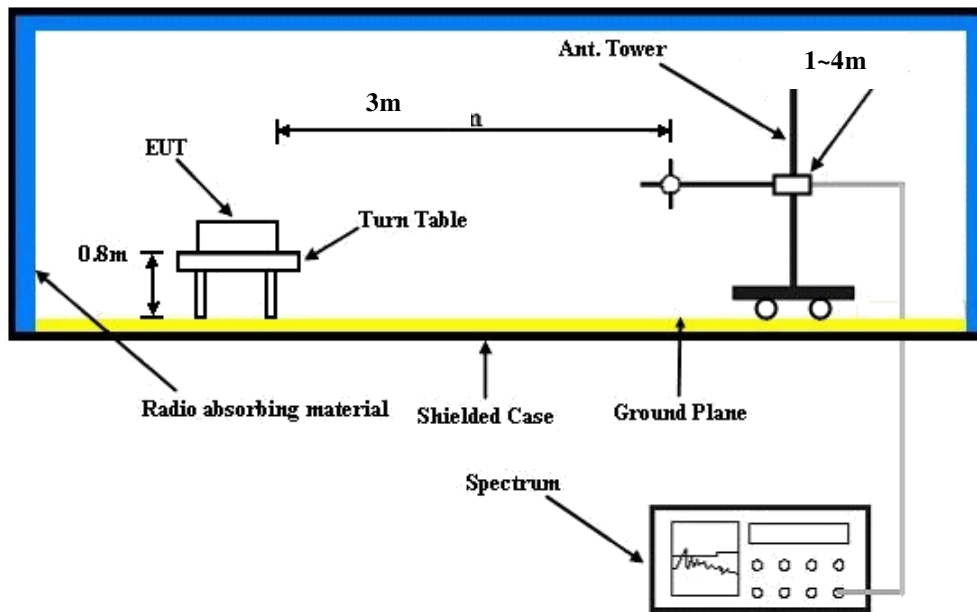 Ant. Tower
1~4m
3m
n
EUT
Turn Table
0.8m
Radio absorbing material
Shielded Case
Ground Plane
Spectrum